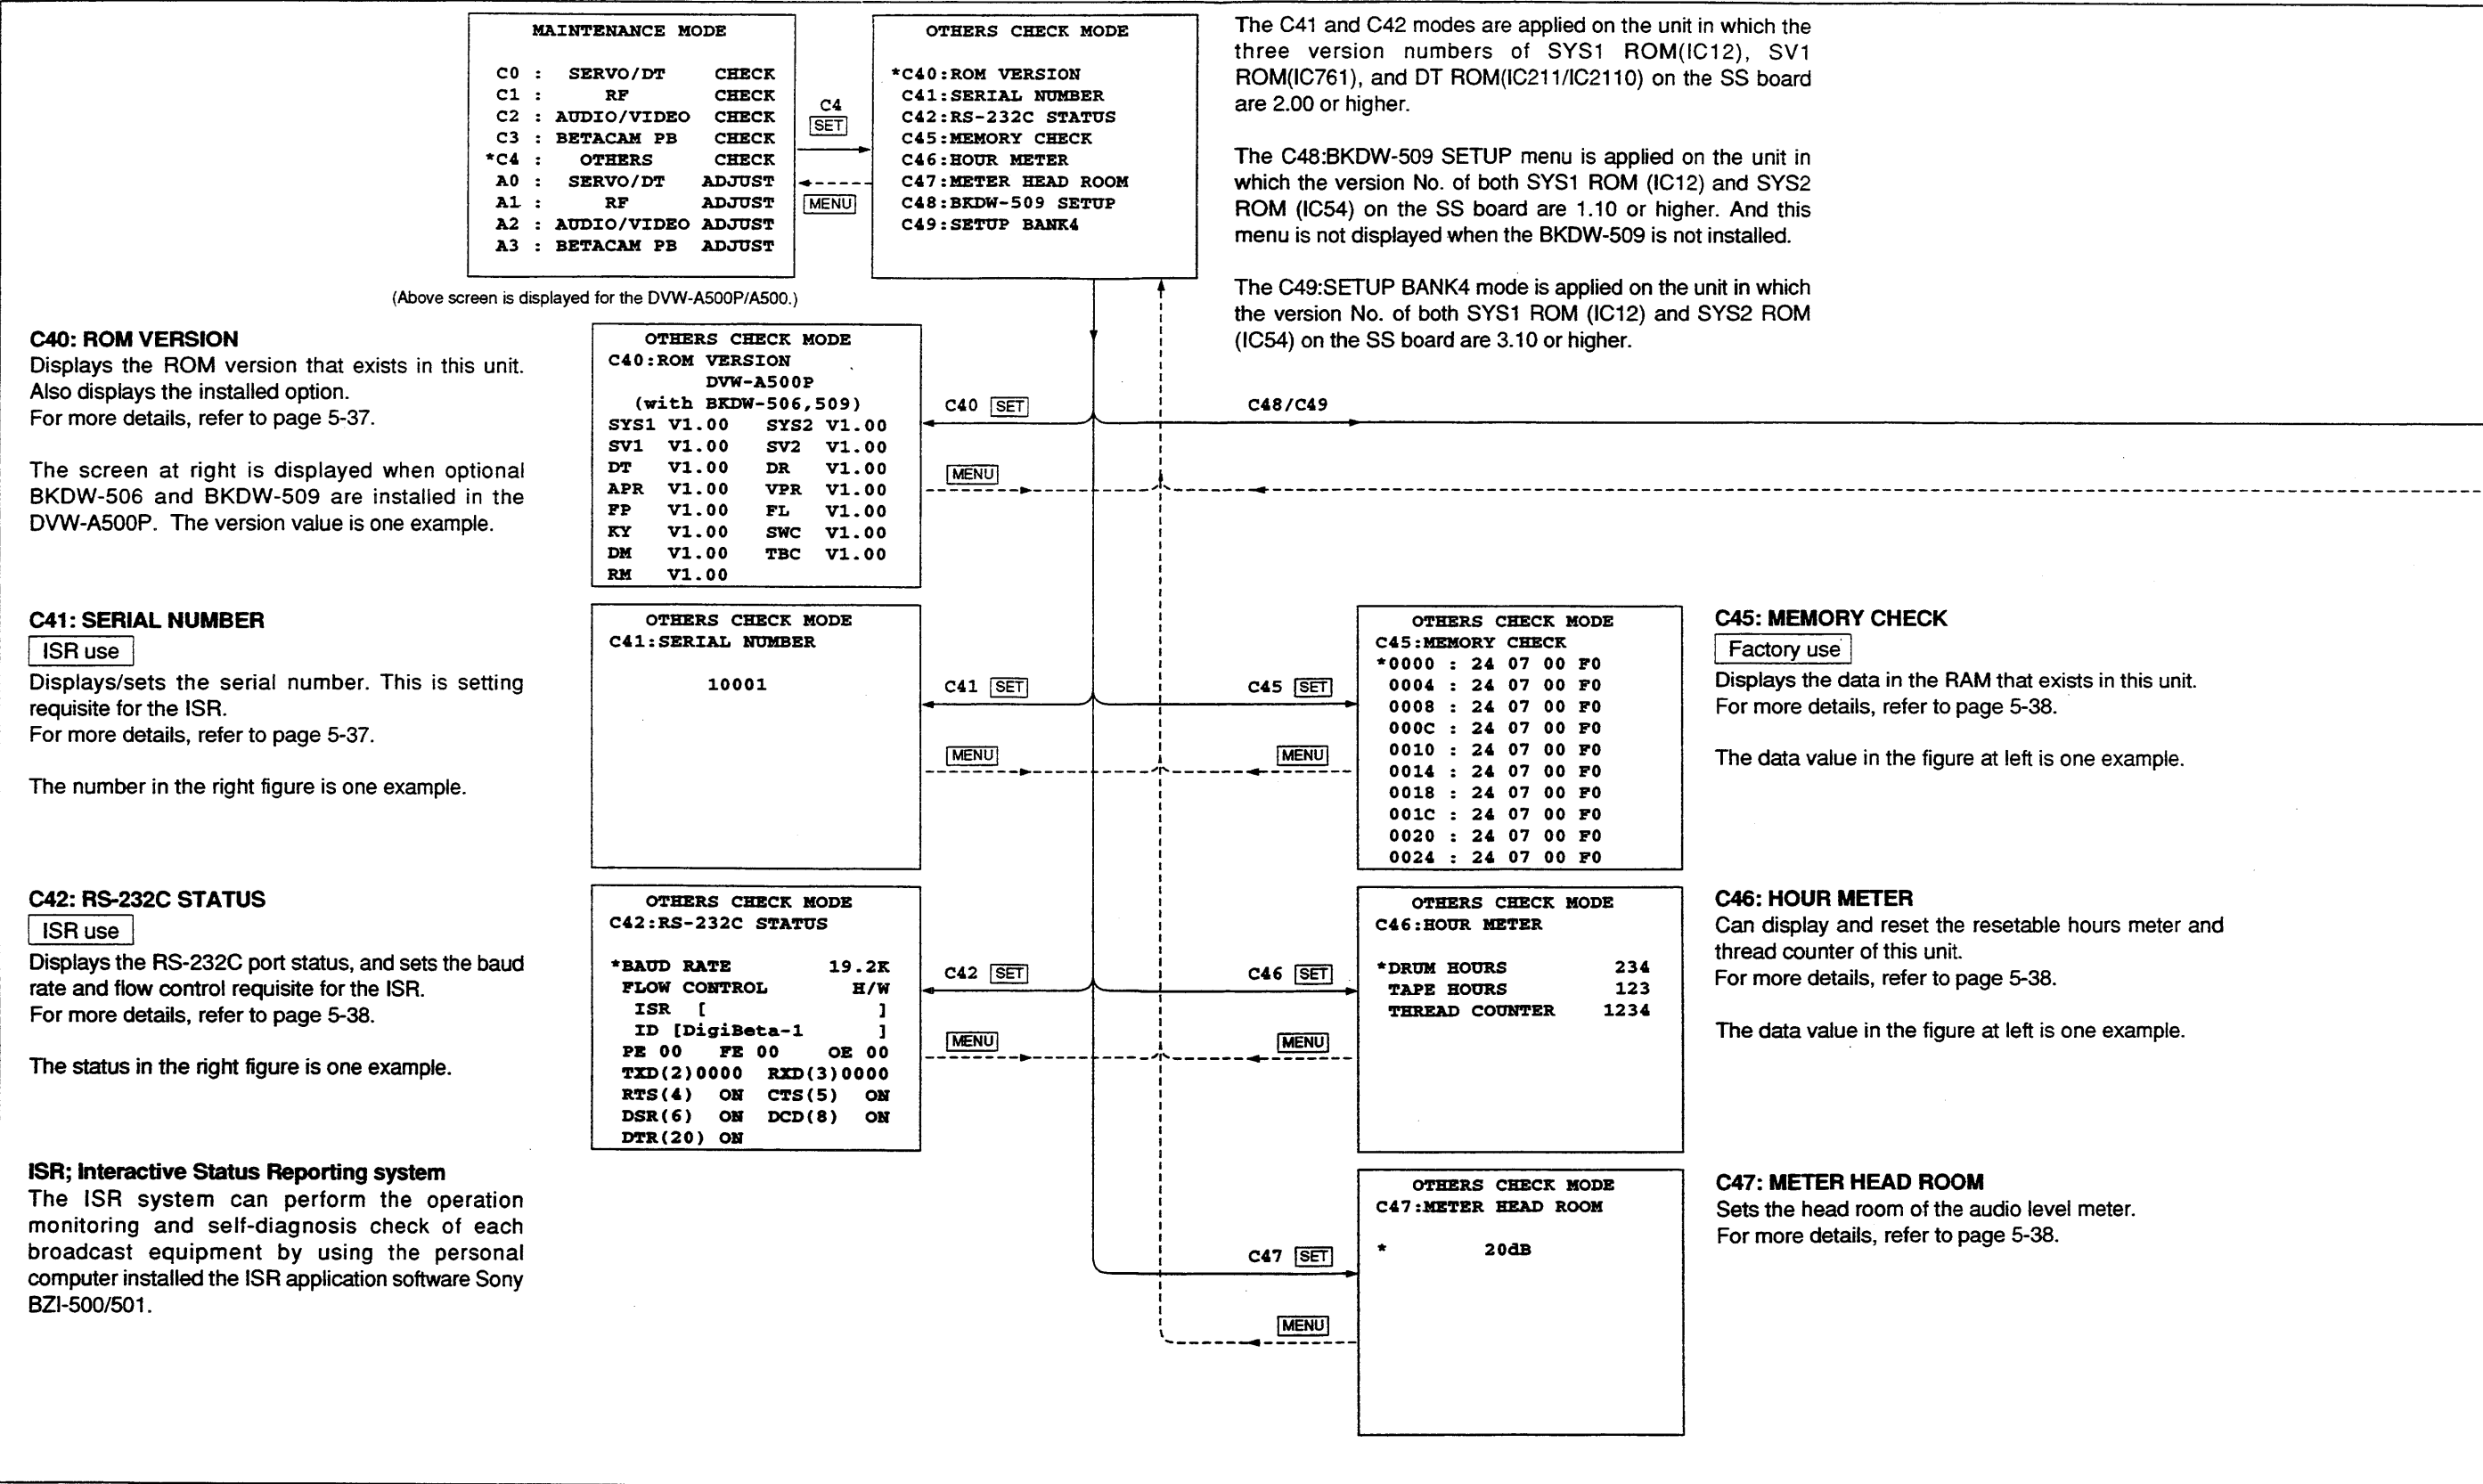 MAINTENANCE MODE
C0 : SERVO/DT CHECK
C1 : RF CHECK
C2 : AUDIO/VIDEO CHECK
C3 : BETACAM PB CHECK
*C4 : OTHERS CHECK
A0 : SERVO/DT ADJUST
A1 : RF ADJUST
A2 : AUDIO/VIDEO ADJUST
A3 : BETACAM PB ADJUST
(Above screen is displayed for the DVW-A500P/A500.)
C4
SET
MENU
OTHERS CHECK MODE
*C40:ROM VERSION
C41:SERIAL NUMBER
C42:RS-232C STATUS
C45:MEMORY CHECK
C46:HOUR METER
C47:METER HEAD ROOM
C48:BKDW-509 SETUP
C49:SETUP BANK4
The C41 and C42 modes are applied on the unit in which the
three version numbers of SYS1 ROM(IC12), SV1
ROM(IC761), and DT ROM(IC211/IC2110) on the SS board
are 2.00 or higher.
The C48:BKDW-509 SETUP menu is applied on the unit in
which the version No. of both SYS1 ROM (IC12) and SYS2
ROM (IC54) on the SS board are 1.10 or higher. And this
menu is not displayed when the BKDW-509 is not installed.
The C49:SETUP BANK4 mode is applied on the unit in which
the version No. of both SYS1 ROM (IC12) and SYS2 ROM
(IC54) on the SS board are 3.10 or higher.
C40: ROM VERSION
Displays the ROM version that exists in this unit.
Also displays the installed option.
For more details, refer to page 5-37.
The screen at right is displayed when optional
BKDW-506 and BKDW-509 are installed in the
DVW-A500P. The version value is one example.
OTHERS CHECK MODE
C40:ROM VERSION
DVW-A500P
(with BKDW-506,509)
SYS1 V1.00 SYS2 V1.00
SV1 V1.00 SV2 V1.00
DT V1.00 DR V1.00
APR V1.00 VPR V1.00
FP V1.00 FL V1.00
KY V1.00 SWC V1.00
DM V1.00 TBC V1.00
RM V1.00
C40 SET
MENU
C48/C49
C41: SERIAL NUMBER
ISR use
Displays/sets the serial number. This is setting
requisite for the ISR.
For more details, refer to page 5-37.
The number in the right figure is one example.
OTHERS CHECK MODE
C41:SERIAL NUMBER
10001
C41 SET
MENU
C45 SET
MENU
OTHERS CHECK MODE
C45:MEMORY CHECK
*0000 : 24 07 00 F0
0004 : 24 07 00 F0
0008 : 24 07 00 F0
000C : 24 07 00 F0
0010 : 24 07 00 F0
0014 : 24 07 00 F0
0018 : 24 07 00 F0
001C : 24 07 00 F0
0020 : 24 07 00 F0
0024 : 24 07 00 F0
C45: MEMORY CHECK
Factory use
Displays the data in the RAM that exists in this unit.
For more details, refer to page 5-38.
The data value in the figure at left is one example.
C42: RS-232C STATUS
ISR use
Displays the RS-232C port status, and sets the baud
rate and flow control requisite for the ISR.
For more details, refer to page 5-38.
The status in the right figure is one example.
OTHERS CHECK MODE
C42:RS-232C STATUS
*BAUD RATE 19.2K
FLOW CONTROL H/W
ISR [ ]
ID [DigiBeta-1 ]
PE 00 FE 00 OE 00
TXD(2)0000 RXD(3)0000
RTS(4) ON CTS(5) ON
DSR(6) ON DCD(8) ON
DTR(20) ON
C42 SET
MENU
C46 SET
MENU
OTHERS CHECK MODE
C46:HOUR METER
*DRUM HOURS 234
TAPE HOURS 123
THREAD COUNTER 1234
C46: HOUR METER
Can display and reset the resetable hours meter and
thread counter of this unit.
For more details, refer to page 5-38.
The data value in the figure at left is one example.
ISR; Interactive Status Reporting system
The ISR system can perform the operation
monitoring and self-diagnosis check of each
broadcast equipment by using the personal
computer installed the ISR application software Sony
BZI-500/501.
C47 SET
MENU
OTHERS CHECK MODE
C47:METER HEAD ROOM
* 20dB
C47: METER HEAD ROOM
Sets the head room of the audio level meter.
For more details, refer to page 5-38.